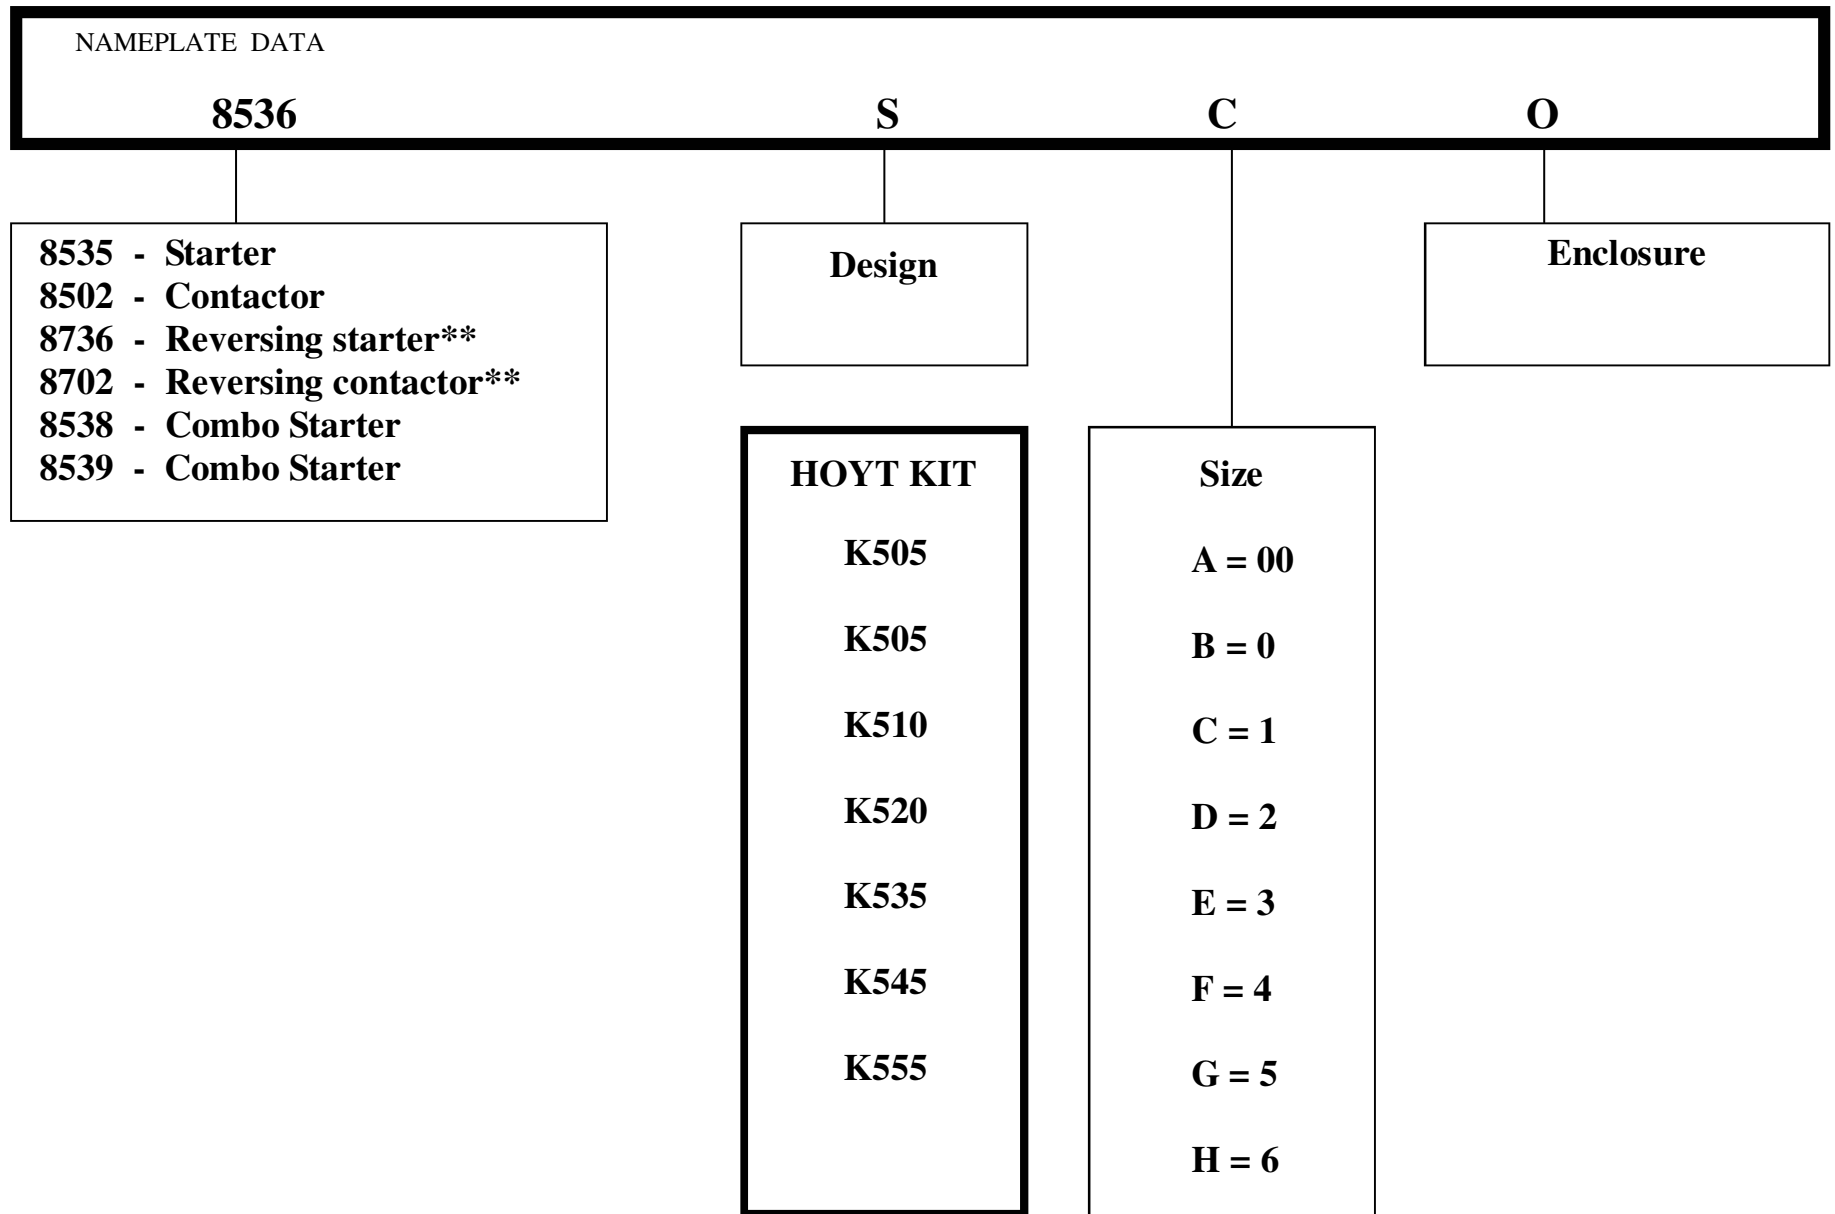 NAMEPLATE DATA
8536 S C O
8535 - Starter
8502 - Contactor
8736 - Reversing starter**
8702 - Reversing contactor**
8538 - Combo Starter
8539 - Combo Starter
Design
Enclosure
HOYT KIT
K505
K505
K510
K520
K535
K545
K555
Size
A = 00
B = 0
C = 1
D = 2
E = 3
F = 4
G = 5
H = 6